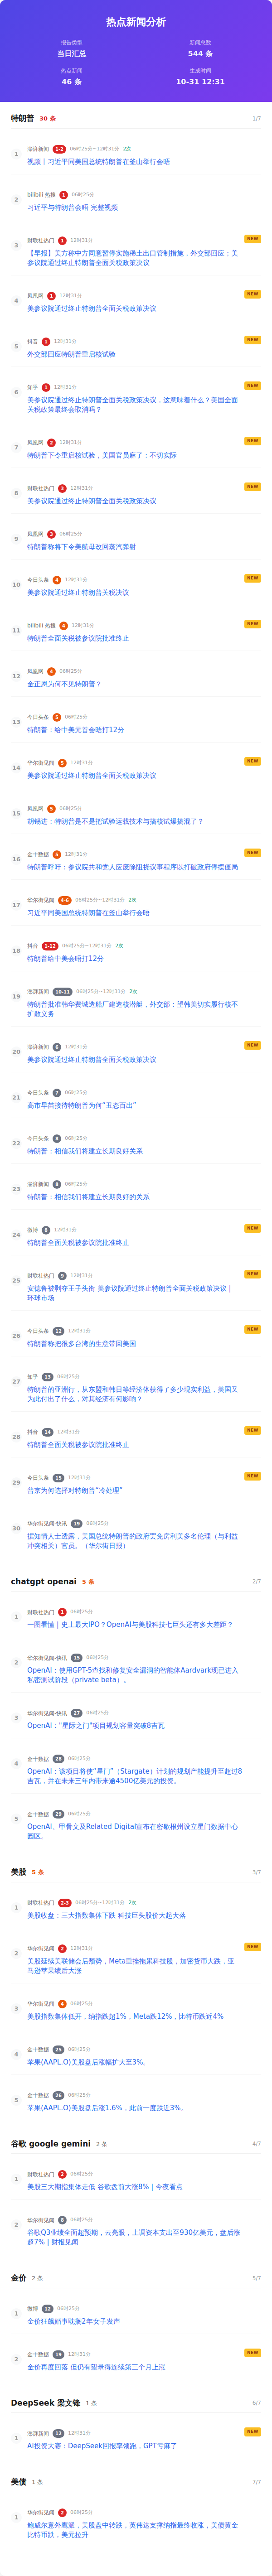 热点新闻分析
报告类型
当日汇总
新闻总数
544 条
热点新闻
46 条
生成时间
10-31 12:31
特朗普 30 条 1/7
1 澎湃新闻 1-2 06时25分~12时31分 2次
视频丨习近平同美国总统特朗普在釜山举行会晤
2 bilibili 热搜 1 06时25分
习近平与特朗普会晤 完整视频
3 财联社热门 1 12时31分 NEW
【早报】美方称中方同意暂停实施稀土出口管制措施，外交部回应；美
参议院通过终止特朗普全面关税政策决议
4 凤凰网 1 12时31分 NEW
美参议院通过终止特朗普全面关税政策决议
5 抖音 1 12时31分 NEW
外交部回应特朗普重启核试验
6 知乎 1 12时31分 NEW
美参议院通过终止特朗普全面关税政策决议，这意味着什么？美国全面
关税政策最终会取消吗？
7 凤凰网 2 12时31分 NEW
特朗普下令重启核试验，美国官员麻了：不切实际
8 财联社热门 3 12时31分 NEW
美参议院通过终止特朗普全面关税政策决议
9 凤凰网 3 06时25分
特朗普称将下令美航母改回蒸汽弹射
10 今日头条 4 12时31分 NEW
美参议院通过终止特朗普关税决议
11 bilibili 热搜 4 12时31分 NEW
特朗普全面关税被参议院批准终止
12 凤凰网 4 06时25分
金正恩为何不见特朗普？
13 今日头条 5 06时25分
特朗普：给中美元首会晤打12分
14 华尔街见闻 5 12时31分 NEW
美参议院通过终止特朗普全面关税政策决议
15 凤凰网 5 06时25分
胡锡进：特朗普是不是把试验运载技术与搞核试爆搞混了？
16 金十数据 5 12时31分 NEW
特朗普呼吁：参议院共和党人应废除阻挠议事程序以打破政府停摆僵局
17 华尔街见闻 4-6 06时25分~12时31分 2次
习近平同美国总统特朗普在釜山举行会晤
18 抖音 1-12 06时25分~12时31分 2次
特朗普给中美会晤打12分
19 澎湃新闻 10-11 06时25分~12时31分 2次
特朗普批准韩华费城造船厂建造核潜艇，外交部：望韩美切实履行核不
扩散义务
20 澎湃新闻 6 12时31分 NEW
美参议院通过终止特朗普全面关税政策决议
21 今日头条 7 06时25分
高市早苗接待特朗普为何“丑态百出”
22 今日头条 8 06时25分
特朗普：相信我们将建立长期良好关系
23 澎湃新闻 8 06时25分
特朗普：相信我们将建立长期良好的关系
24 微博 8 12时31分 NEW
特朗普全面关税被参议院批准终止
25 财联社热门 9 12时31分 NEW
安德鲁被剥夺王子头衔 美参议院通过终止特朗普全面关税政策决议 |
环球市场
26 今日头条 12 12时31分 NEW
特朗普称把很多台湾的生意带回美国
27 知乎 13 06时25分
特朗普的亚洲行，从东盟和韩日等经济体获得了多少现实利益，美国又
为此付出了什么，对其经济有何影响？
28 抖音 14 12时31分 NEW
特朗普全面关税被参议院批准终止
29 今日头条 15 12时31分 NEW
普京为何选择对特朗普“冷处理”
30 华尔街见闻-快讯 19 06时25分
据知情人士透露，美国总统特朗普的政府罢免房利美多名伦理（与利益
冲突相关）官员。（华尔街日报）
chatgpt openai 5 条 2/7
1 财联社热门 1 06时25分
一图看懂 | 史上最大IPO？OpenAI与美股科技七巨头还有多大差距？
2 华尔街见闻-快讯 15 06时25分
OpenAI：使用GPT-5查找和修复安全漏洞的智能体Aardvark现已进入
私密测试阶段（private beta）。
3 华尔街见闻-快讯 27 06时25分
OpenAI：“星际之门”项目规划容量突破8吉瓦
4 金十数据 28 06时25分
OpenAI：该项目将使“星门”（Stargate）计划的规划产能提升至超过8
吉瓦，并在未来三年内带来逾4500亿美元的投资。
5 金十数据 29 06时25分
OpenAI、甲骨文及Related Digital宣布在密歇根州设立星门数据中心
园区。
美股 5 条 3/7
1 财联社热门 2-3 06时25分~12时31分 2次
美股收盘：三大指数集体下跌 科技巨头股价大起大落
2 华尔街见闻 2 12时31分 NEW
美股延续美联储会后颓势，Meta重挫拖累科技股，加密货币大跌，亚
马逊苹果绩后大涨
3 华尔街见闻 4 06时25分
美股指数集体低开，纳指跌超1%，Meta跌12%，比特币跌近4%
4 金十数据 25 06时25分
苹果(AAPL.O)美股盘后涨幅扩大至3%。
5 金十数据 26 06时25分
苹果(AAPL.O)美股盘后涨1.6%，此前一度跌近3%。
谷歌 google gemini 2 条 4/7
1 财联社热门 2 06时25分
美股三大期指集体走低 谷歌盘前大涨8% | 今夜看点
2 华尔街见闻 8 06时25分
谷歌Q3业绩全面超预期，云亮眼，上调资本支出至930亿美元，盘后涨
超7% | 财报见闻
金价 2 条 5/7
1 微博 12 06时25分
金价狂飙婚事耽搁2年女子发声
2 金十数据 19 12时31分 NEW
金价再度回落 但仍有望录得连续第三个月上涨
DeepSeek 梁文锋 1 条 6/7
1 澎湃新闻 12 12时31分 NEW
AI投资大赛：DeepSeek回报率领跑，GPT亏麻了
美债 1 条 7/7
1 华尔街见闻 2 06时25分
鲍威尔意外鹰派，美股盘中转跌，英伟达支撑纳指最终收涨，美债黄金
比特币跌，美元拉升